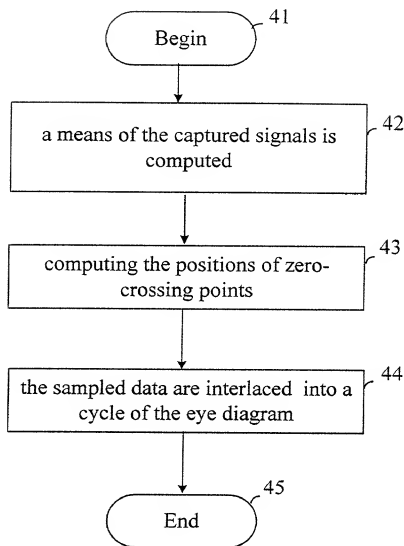 41
Begin
42
a means of the captured signals is
computed
43
computing the positions of zero-
crossing points
44
the sampled data are interlaced into a
cycle of the eye diagram
45
End